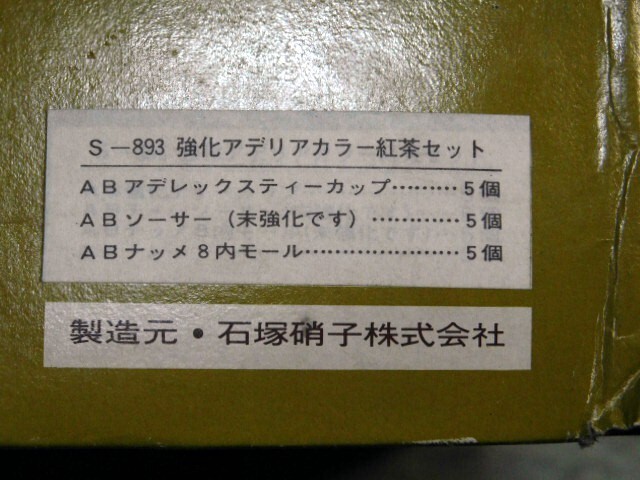 S－893 強化アデリアカラー紅茶セット
ABアデレックスティーカップ………5個
ABソーサー（末強化です）…………5個
ABナツメ8内モール…………………5個
製造元・石塚硝子株式会社